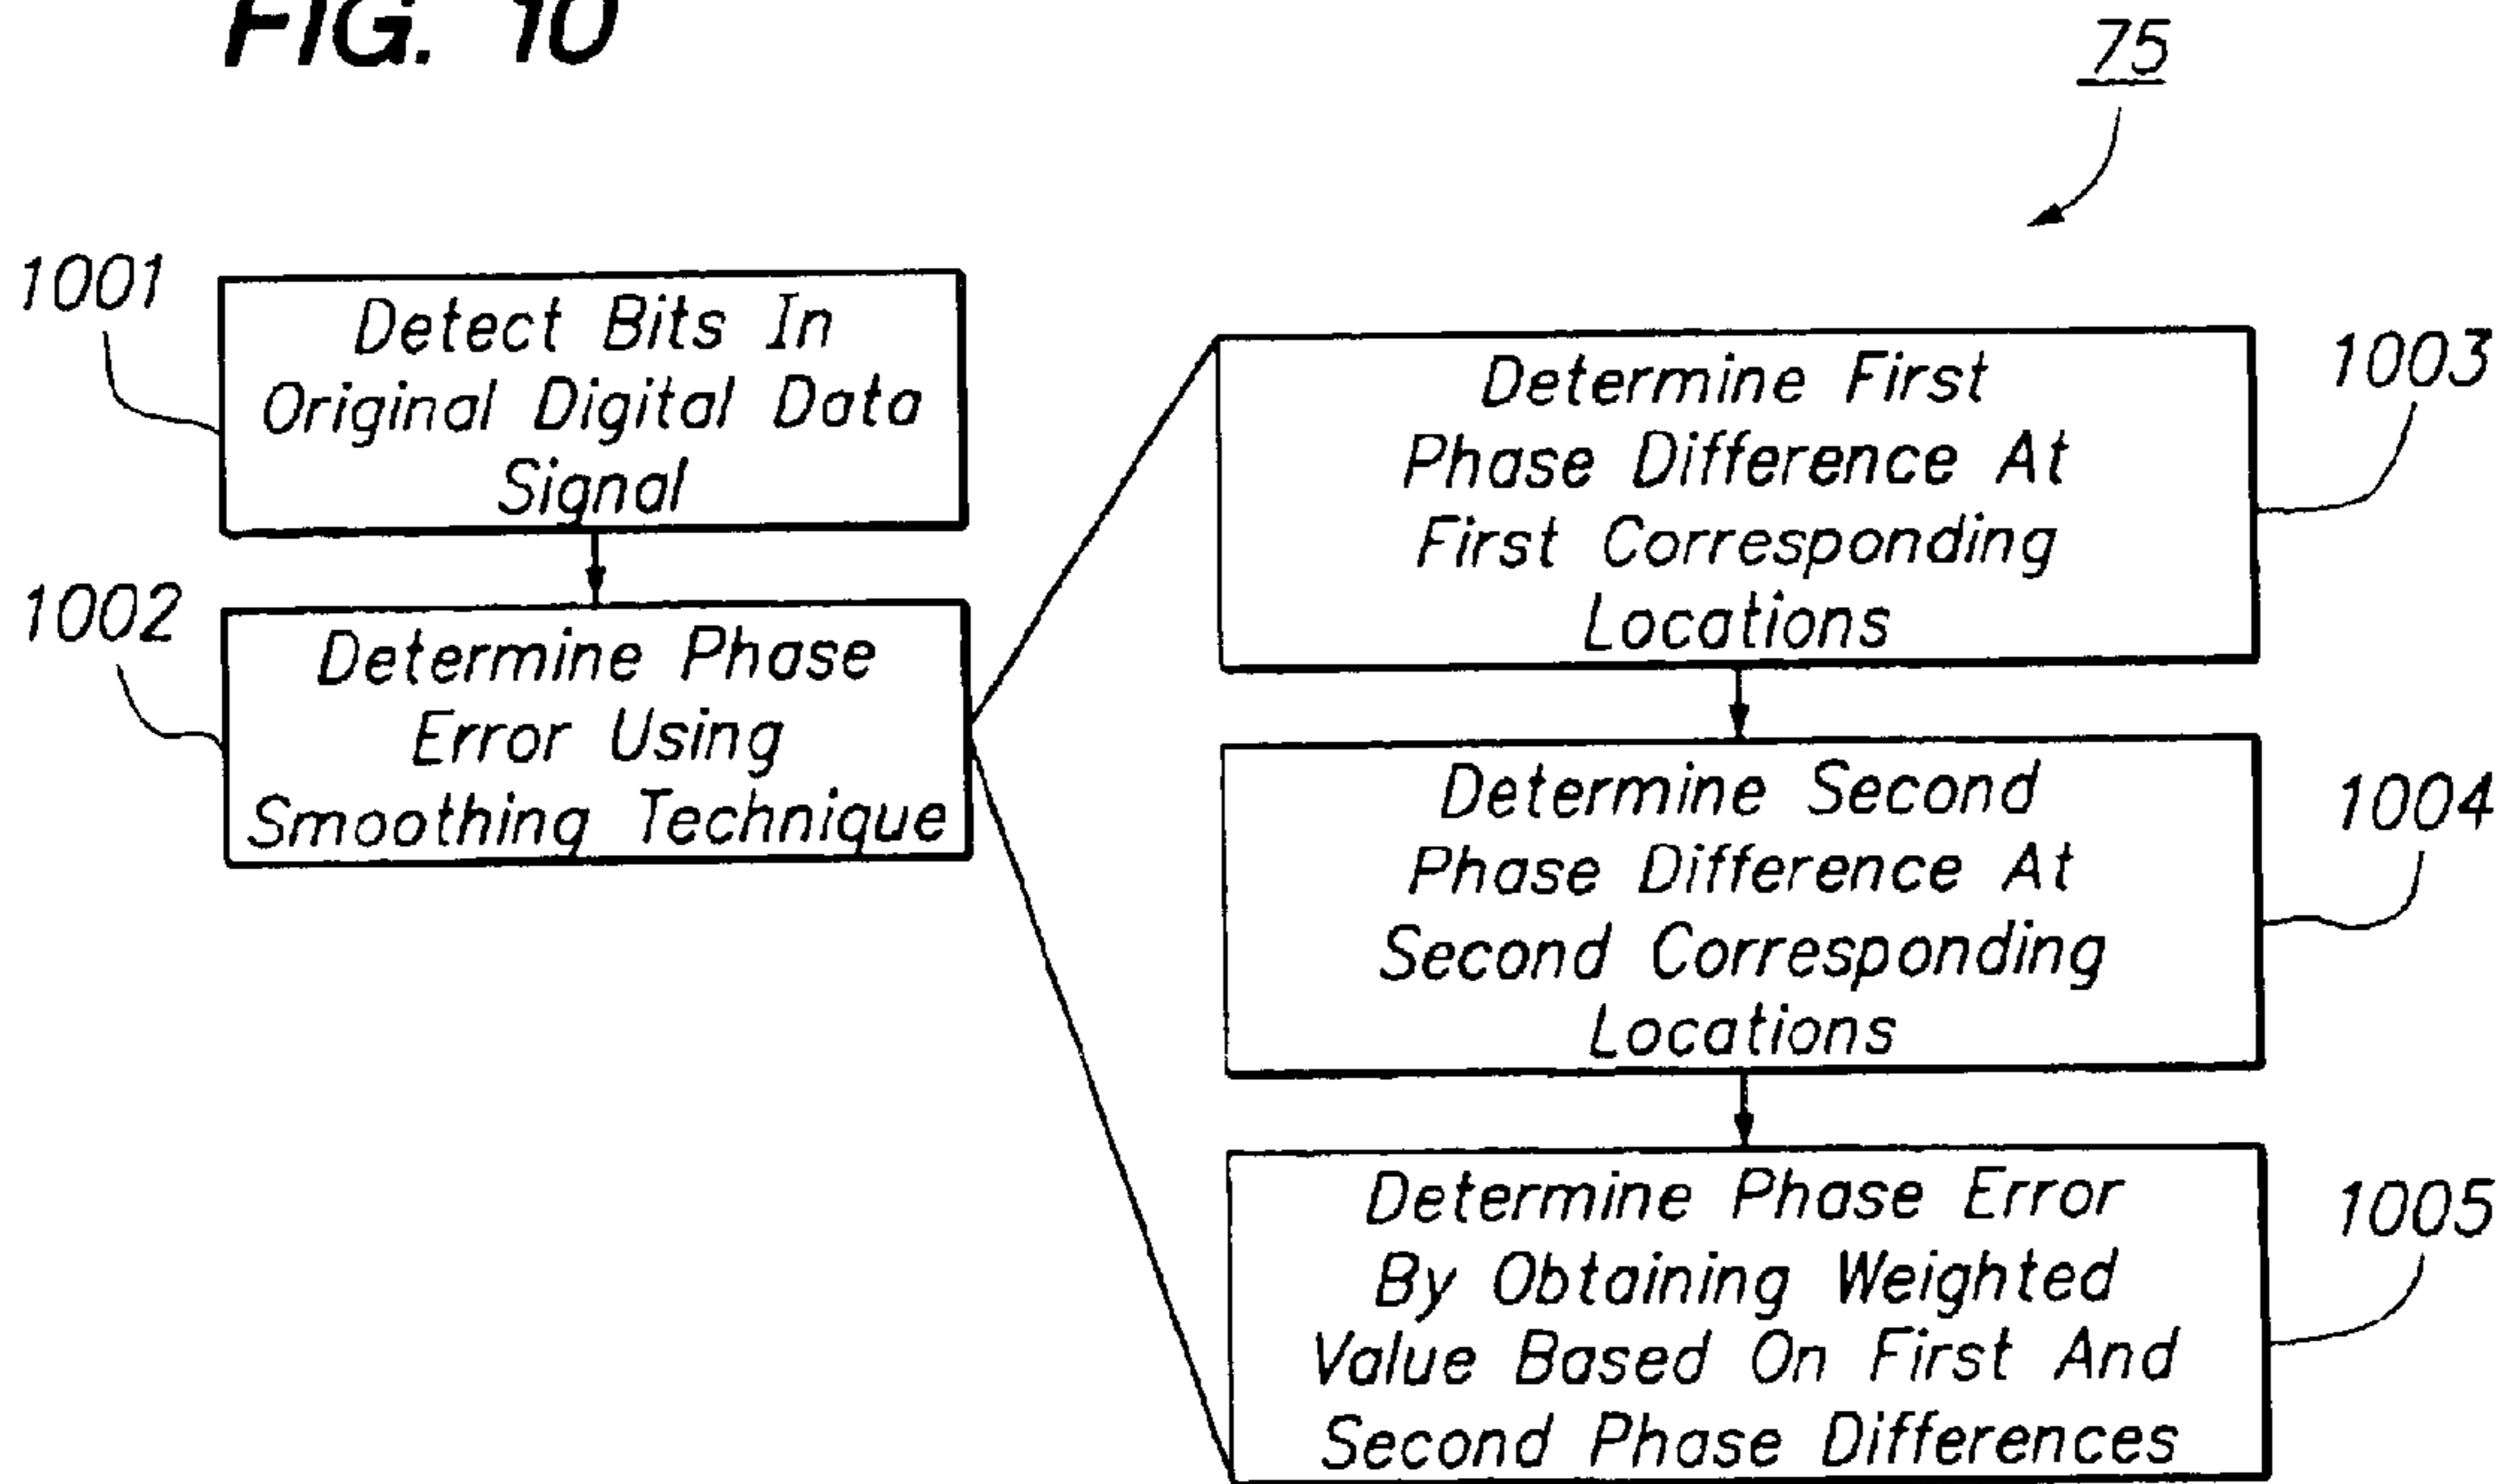 FIG. 10
75
1001
Detect Bits In
Original Digital Data
Signal
1002
Determine Phase
Error Using
Smoothing Technique
1003
Determine First
Phase Difference At
First Corresponding
Locations
1004
Determine Second
Phase Difference At
Second Corresponding
Locations
1005
Determine Phase Error
By Obtaining Weighted
Value Based On First And
Second Phase Differences